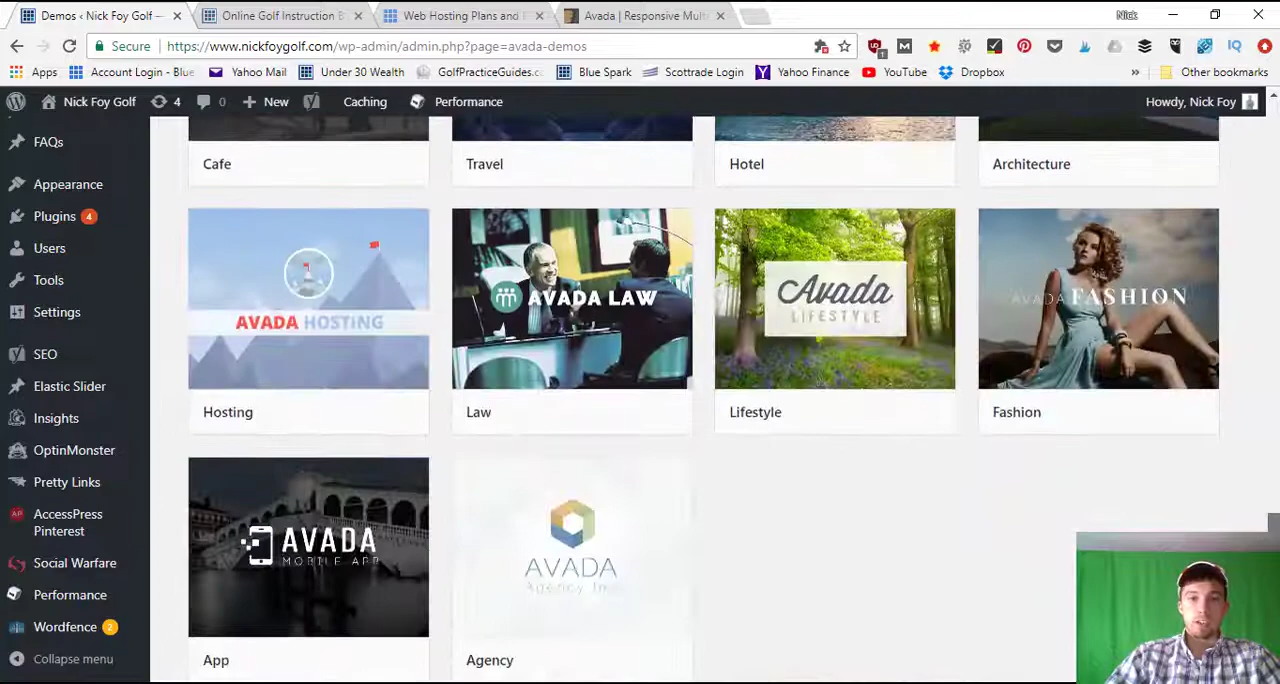 Demos ‹ Nick Foy Golf —
Online Golf Instruction B
Web Hosting Plans and F
Avada | Responsive Mult
Nick
Secure
https://www.nickfoygolf.com/wp-admin/admin.php?page=avada-demos
Apps
Account Login - Blue
Yahoo Mail
Under 30 Wealth
GolfPracticeGuides.c
Blue Spark
Scottrade Login
Yahoo Finance
YouTube
Dropbox
»
Other bookmarks
Nick Foy Golf
4
0
New
Caching
Performance
Howdy, Nick Foy
FAQs
Appearance
Plugins 4
Users
Tools
Settings
SEO
Elastic Slider
Insights
OptinMonster
Pretty Links
AccessPress
Pinterest
Social Warfare
Performance
Wordfence 2
Collapse menu
Cafe
Travel
Hotel
Architecture
AVADA HOSTING
Hosting
AVADA LAW
Law
Avada
LIFESTYLE
Lifestyle
AVADA FASHION
Fashion
AVADA
MOBILE APP
App
AVADA
Agency
Agency